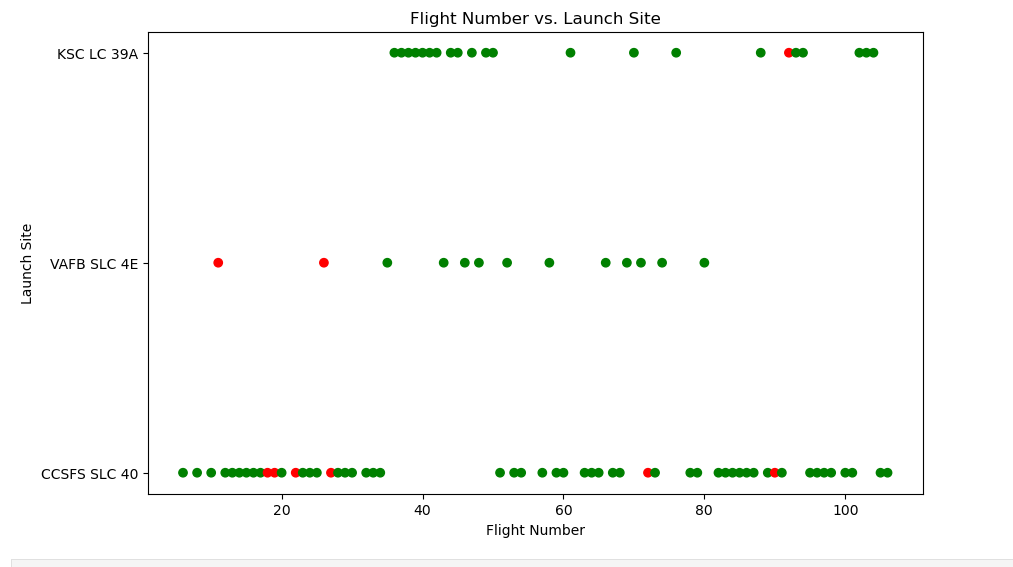 Flight Number vs. Launch Site
KSC LC 39A
VAFB SLC 4E
CCSFS SLC 40
Launch Site
20 40 60 80 100
Flight Number